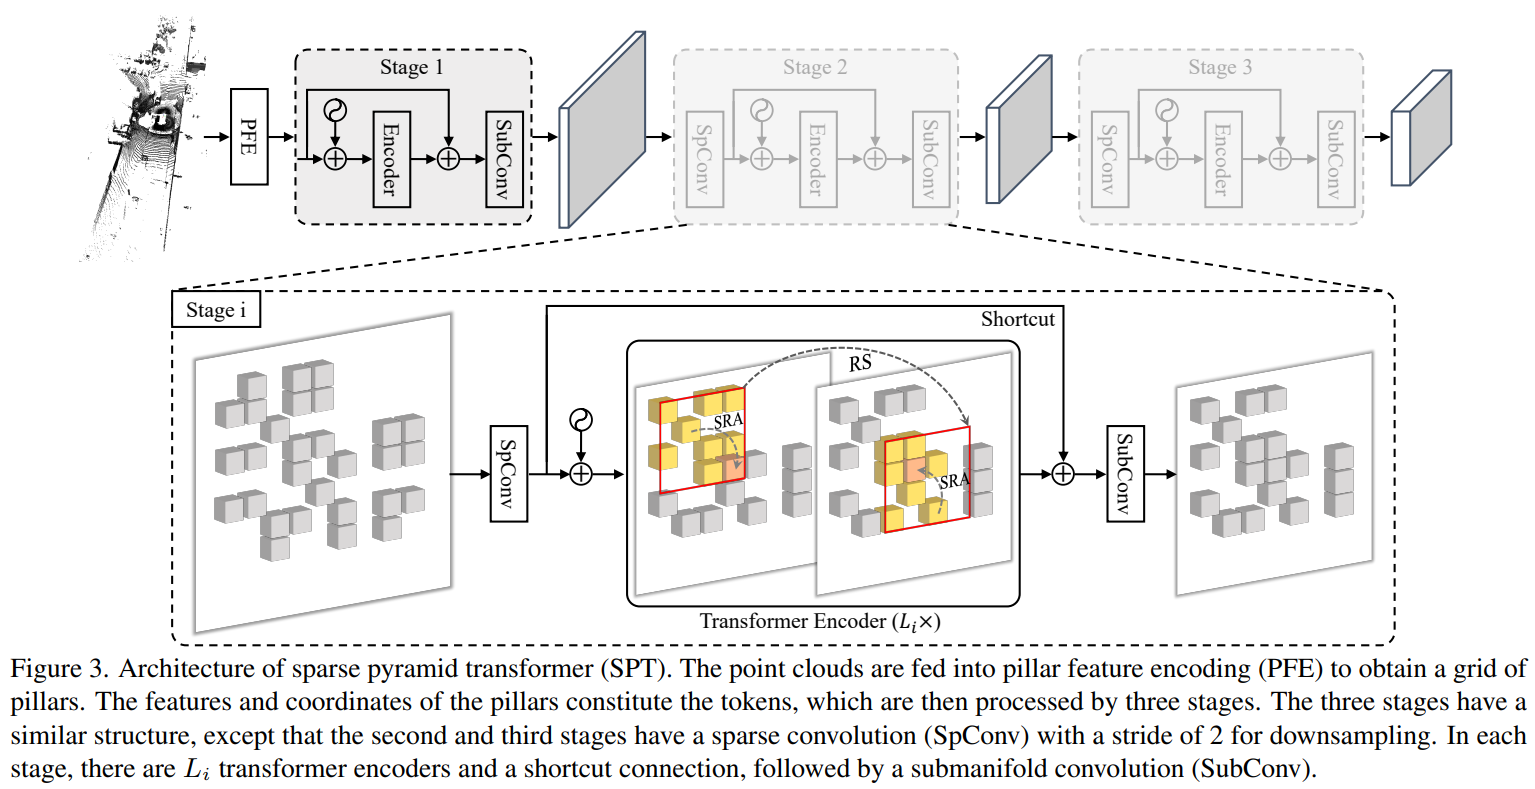 Stage 1
Stage 2
Stage 3
PFE
Encoder
SubConv
SpConv
Encoder
SubConv
SpConv
Encoder
SubConv
Stage i
Shortcut
RS
SRA
SRA
SpConv
SubConv
Transformer Encoder (L_i×)
Figure 3. Architecture of sparse pyramid transformer (SPT). The point clouds are fed into pillar feature encoding (PFE) to obtain a grid of
pillars. The features and coordinates of the pillars constitute the tokens, which are then processed by three stages. The three stages have a
similar structure, except that the second and third stages have a sparse convolution (SpConv) with a stride of 2 for downsampling. In each
stage, there are L_i transformer encoders and a shortcut connection, followed by a submanifold convolution (SubConv).